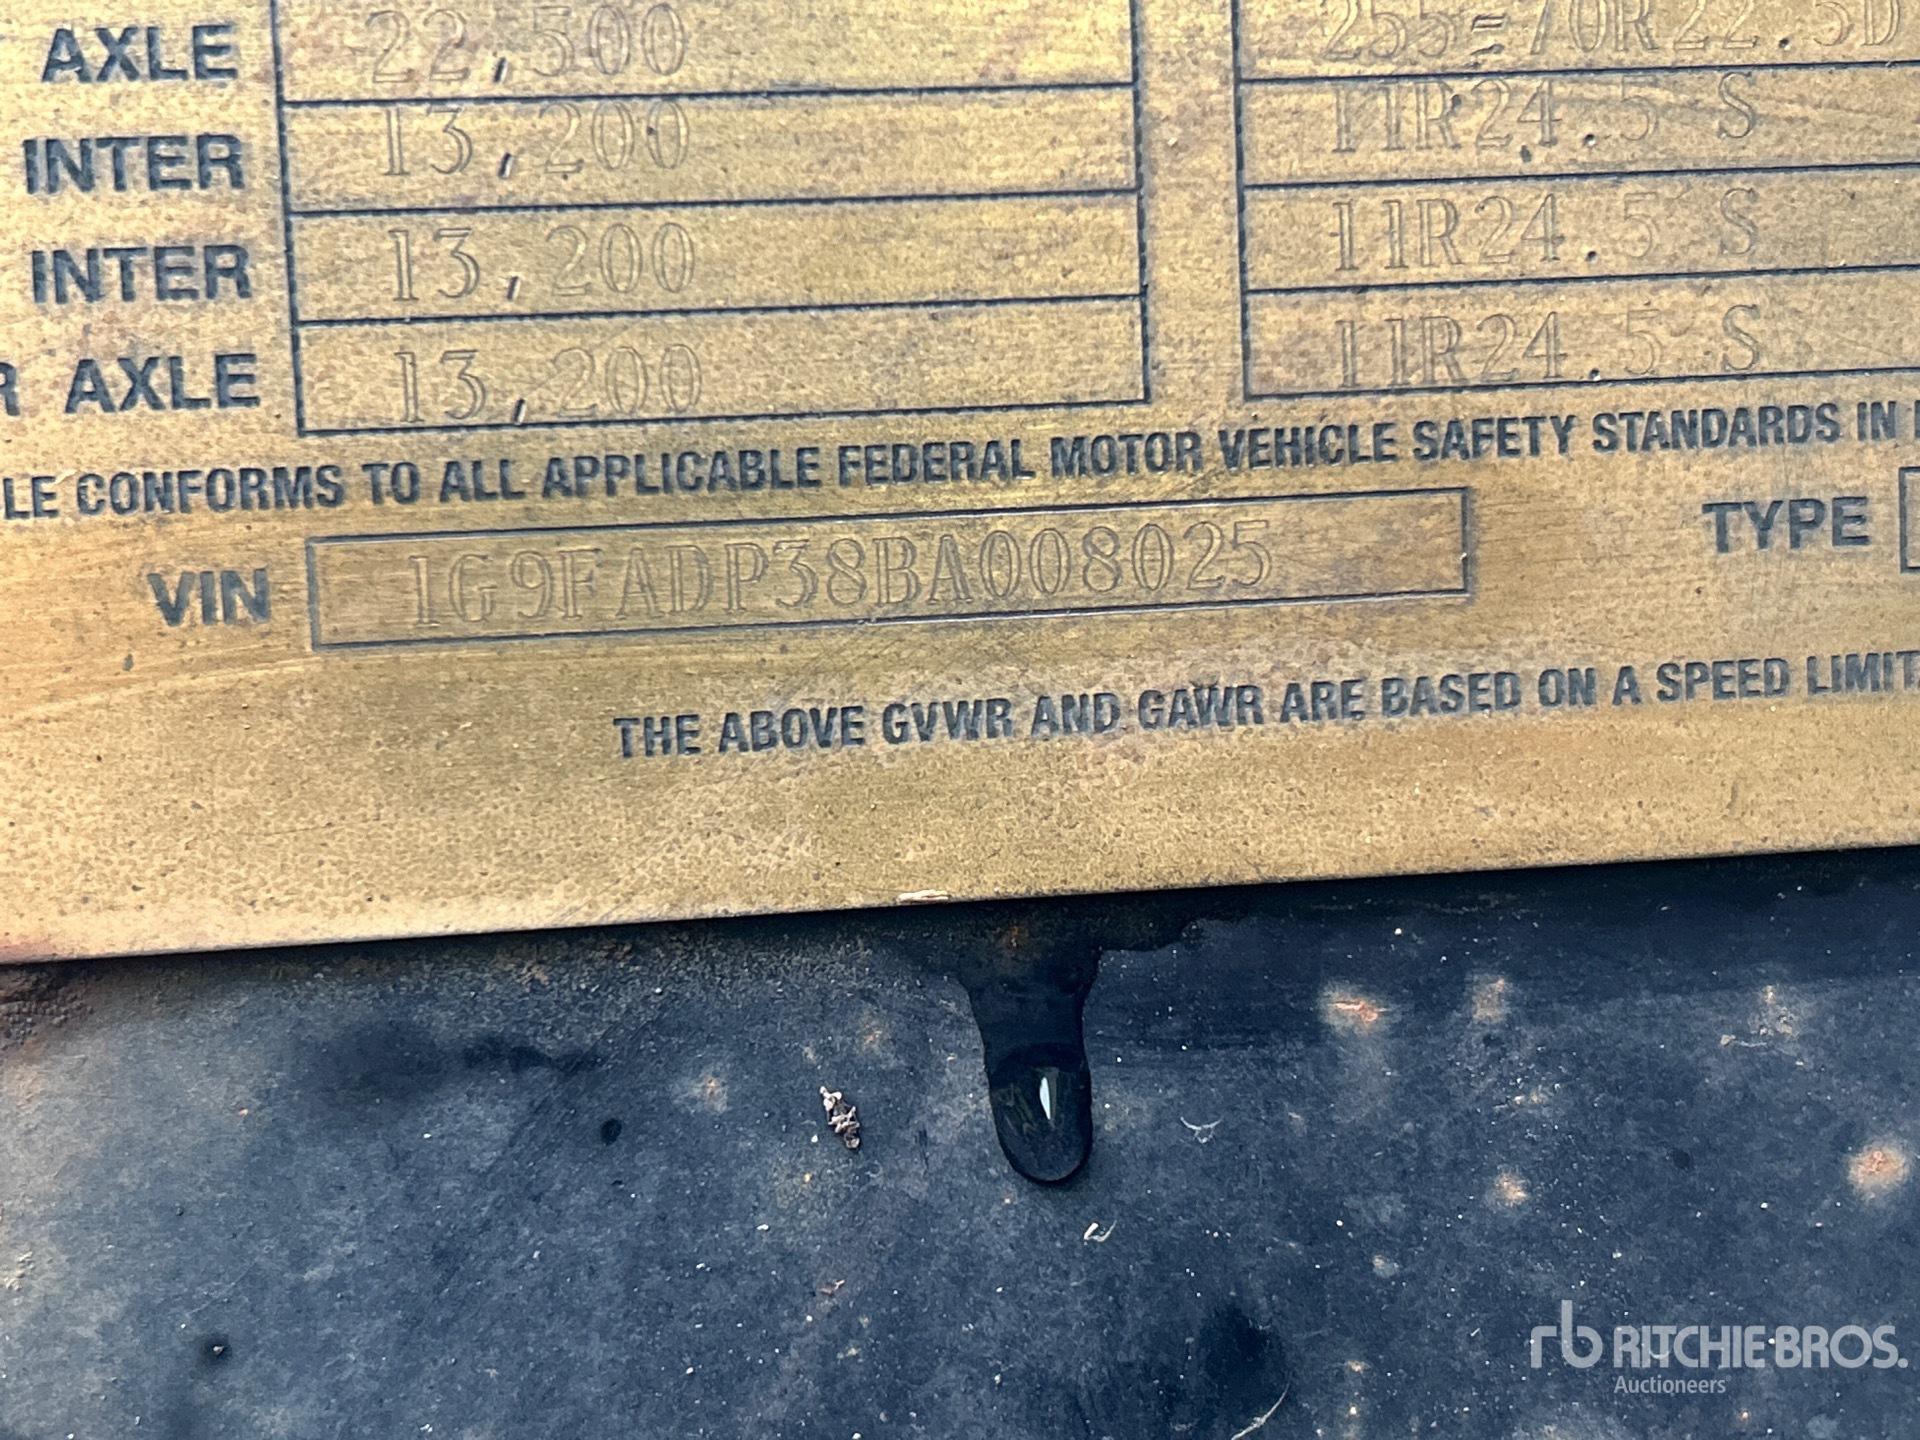 AXLE 22,500 255-70R22.5D
INTER 13,200 11R24.5 S
INTER 13,200 11R24.5 S
R AXLE 13,200 11R24.5 S
LE CONFORMS TO ALL APPLICABLE FEDERAL MOTOR VEHICLE SAFETY STANDARDS IN
VIN 1G9FADP38BA008025 TYPE
THE ABOVE GVWR AND GAWR ARE BASED ON A SPEED LIMIT
rb RITCHIE BROS.
Auctioneers